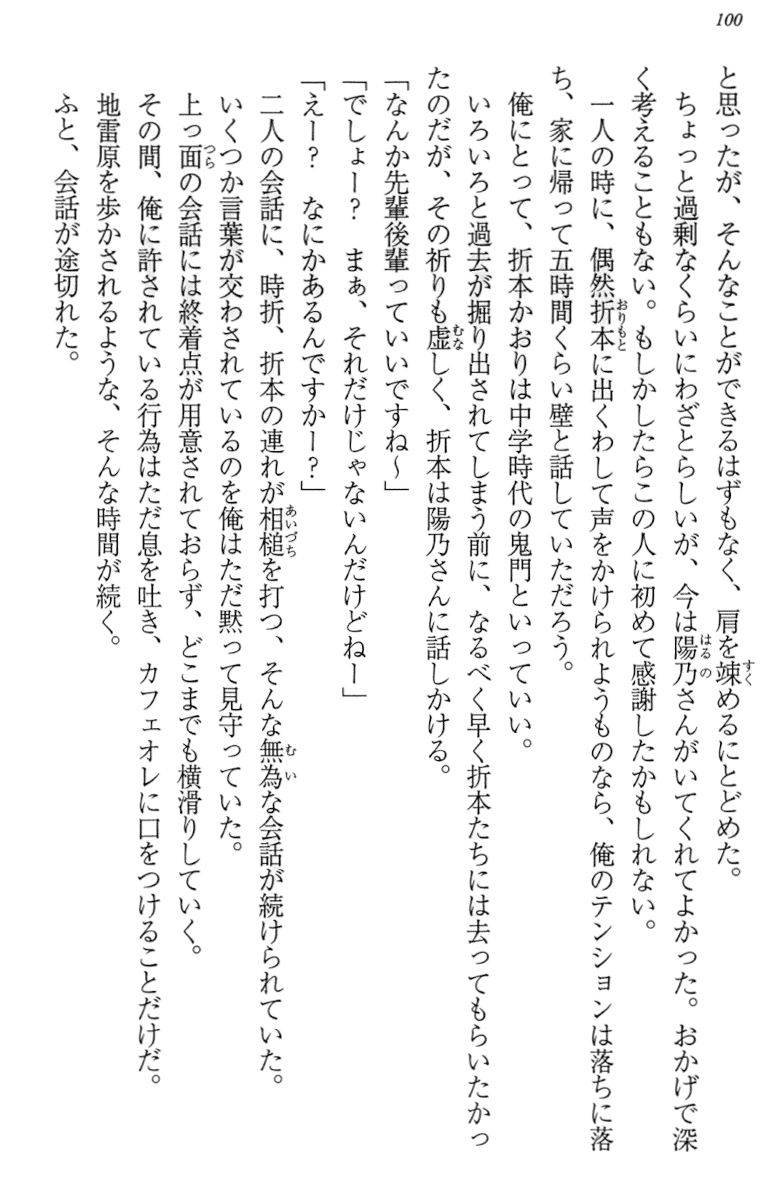 100
と思ったが、そんなことができるはずもなく、肩を竦めるにとどめた。
ちょっと過剰なくらいにわざとらしいが、今は陽乃さんがいてくれてよかった。おかげで深
く考えることもない。もしかしたらこの人に初めて感謝したかもしれない。
一人の時に、偶然折本に出くわして声をかけられようものなら、俺のテンションは落ちに落
ち、家に帰って五時間くらい壁と話していただろう。
俺にとって、折本かおりは中学時代の鬼門といっていい。
いろいろと過去が掘り出されてしまう前に、なるべく早く折本たちには去ってもらいたかっ
たのだが、その祈りも虚しく、折本は陽乃さんに話しかける。
「なんか先輩後輩っていいですね～」
「でしょー？　まぁ、それだけじゃないんだけどねー」
「えー？　なにかあるんですかー？」
二人の会話に、時折、折本の連れが相槌を打つ、そんな無為な会話が続けられていた。
いくつか言葉が交わされているのを俺はただ黙って見守っていた。
上っ面の会話には終着点が用意されておらず、どこまでも横滑りしていく。
その間、俺に許されている行為はただ息を吐き、カフェオレに口をつけることだけだ。
地雷原を歩かされるような、そんな時間が続く。
ふと、会話が途切れた。